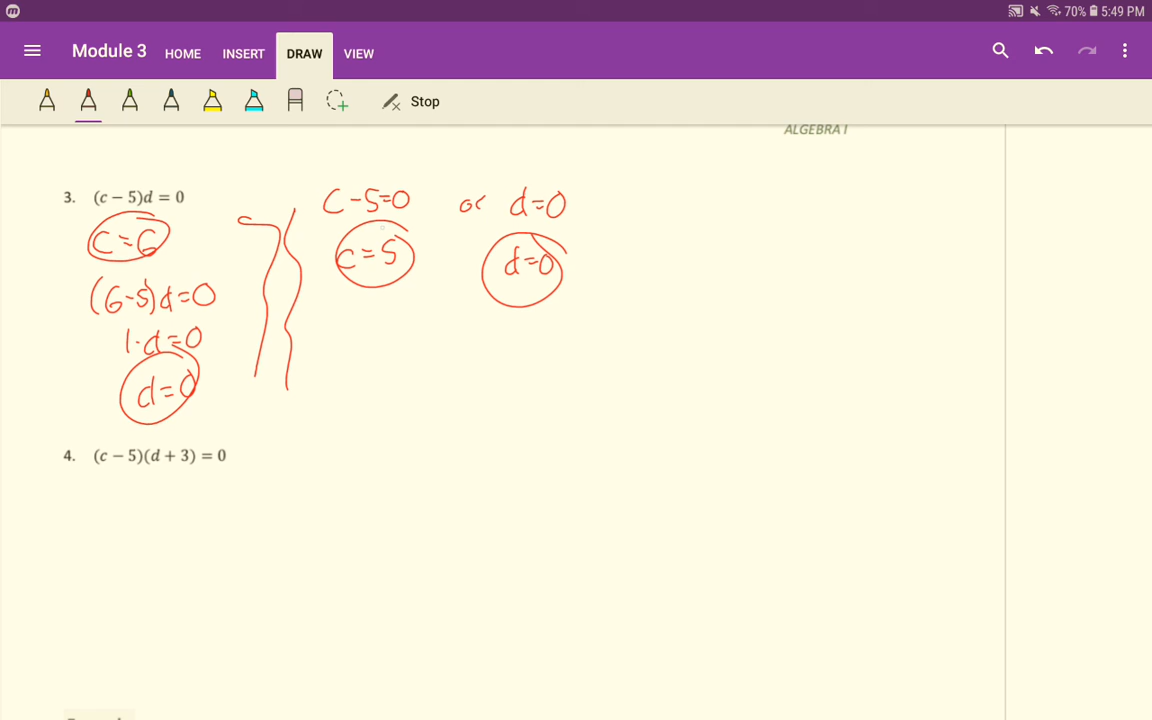 70% 5:49 PM
Module 3 HOME INSERT DRAW VIEW
Stop
ALGEBRA I
3. (c − 5)d = 0
c = 6
(6-5)d=0
1·d=0
d=0
C-5=0 or d=0
c=5 d=0
4. (c − 5)(d + 3) = 0